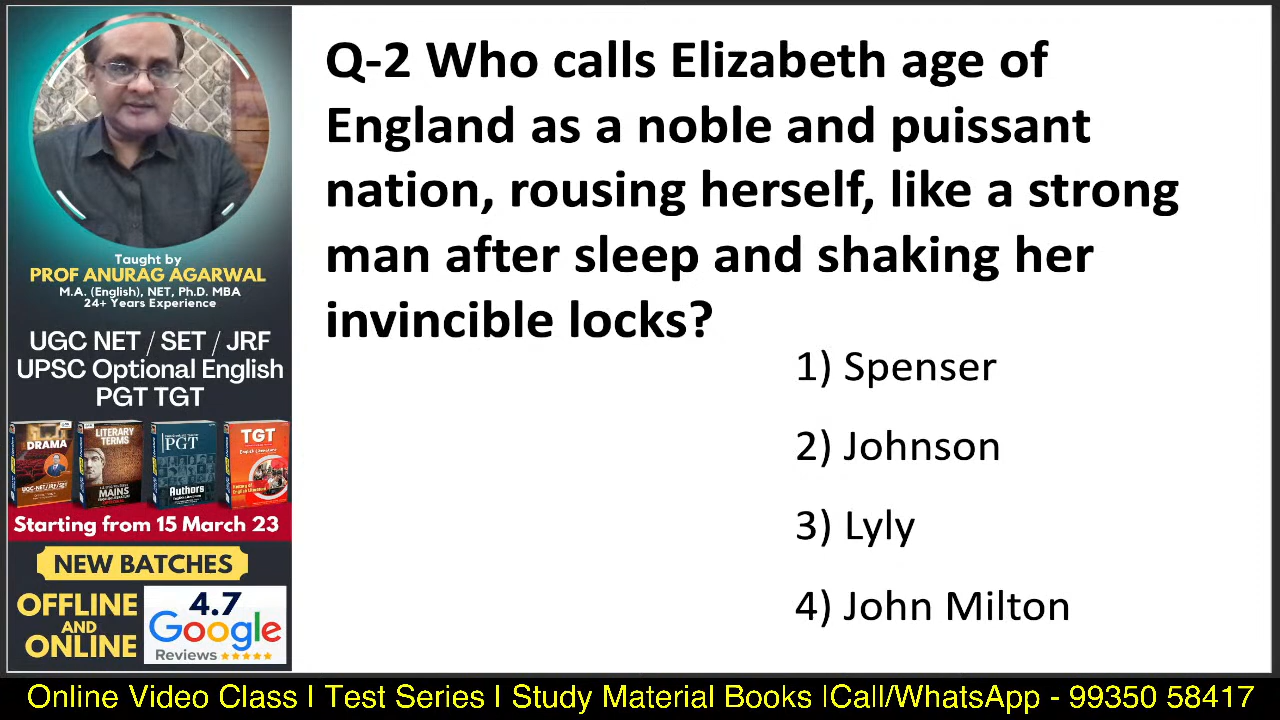 Q-2 Who calls Elizabeth age of
England as a noble and puissant
nation, rousing herself, like a strong
man after sleep and shaking her
invincible locks?
1) Spenser
2) Johnson
3) Lyly
4) John Milton
Taught by
PROF ANURAG AGARWAL
M.A. (English), NET, Ph.D. MBA
24+ Years Experience
UGC NET / SET / JRF
UPSC Optional English
PGT TGT
DRAMA
LITERARY
TERMS
MAINS
PGT
Authors
TGT
Starting from 15 March 23
NEW BATCHES
OFFLINE
AND
ONLINE
4.7
Google
Reviews
Online Video Class I Test Series I Study Material Books |Call/WhatsApp - 99350 58417